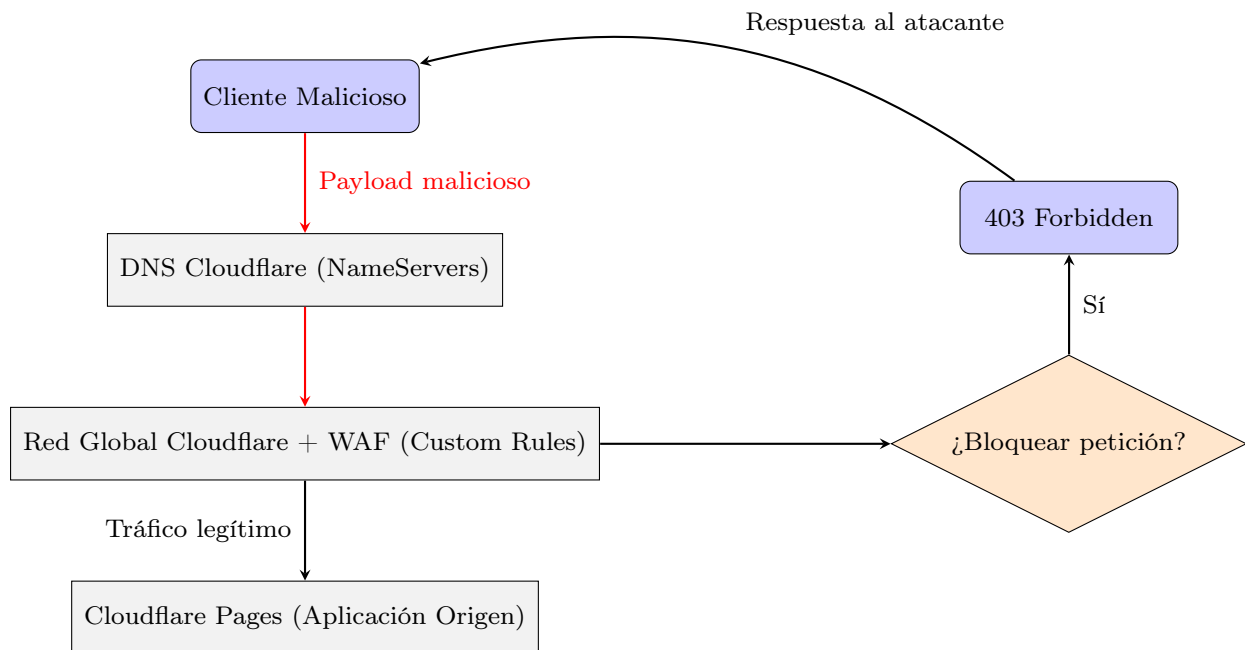 Respuesta al atacante
Cliente Malicioso
Payload malicioso
403 Forbidden
DNS Cloudflare (NameServers)
Sí
Red Global Cloudflare + WAF (Custom Rules)
¿Bloquear petición?
Tráfico legítimo
Cloudflare Pages (Aplicación Origen)